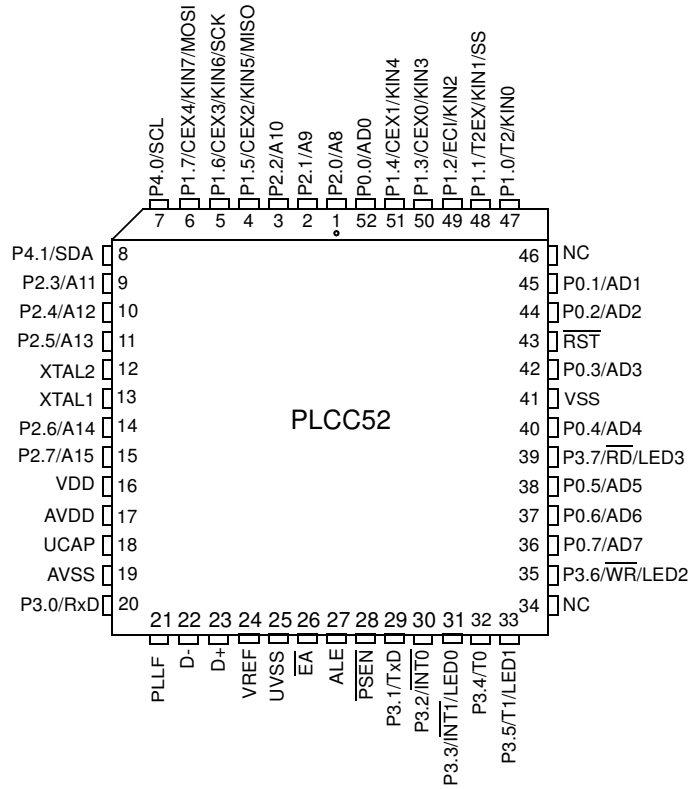 P4.0/SCL
P1.7/CEX4/KIN7/MOSI
P1.6/CEX3/KIN6/SCK
P1.5/CEX2/KIN5/MISO
P2.2/A10
P2.1/A9
P2.0/A8
P0.0/AD0
P1.4/CEX1/KIN4
P1.3/CEX0/KIN3
P1.2/ECI/KIN2
P1.1/T2EX/KIN1/SS
P1.0/T2/KIN0
7 6 5 4 3 2 1 52 51 50 49 48 47
P4.1/SDA 8
P2.3/A11 9
P2.4/A12 10
P2.5/A13 11
XTAL2 12
XTAL1 13
P2.6/A14 14
P2.7/A15 15
VDD 16
AVDD 17
UCAP 18
AVSS 19
P3.0/RxD 20
PLCC52
46 NC
45 P0.1/AD1
44 P0.2/AD2
43 RST
42 P0.3/AD3
41 VSS
40 P0.4/AD4
39 P3.7/RD/LED3
38 P0.5/AD5
37 P0.6/AD6
36 P0.7/AD7
35 P3.6/WR/LED2
34 NC
21 22 23 24 25 26 27 28 29 30 31 32 33
PLLF
D-
D+
VREF
UVSS
EA
ALE
PSEN
P3.1/TxD
P3.2/INT0
P3.3/INT1/LED0
P3.4/T0
P3.5/T1/LED1